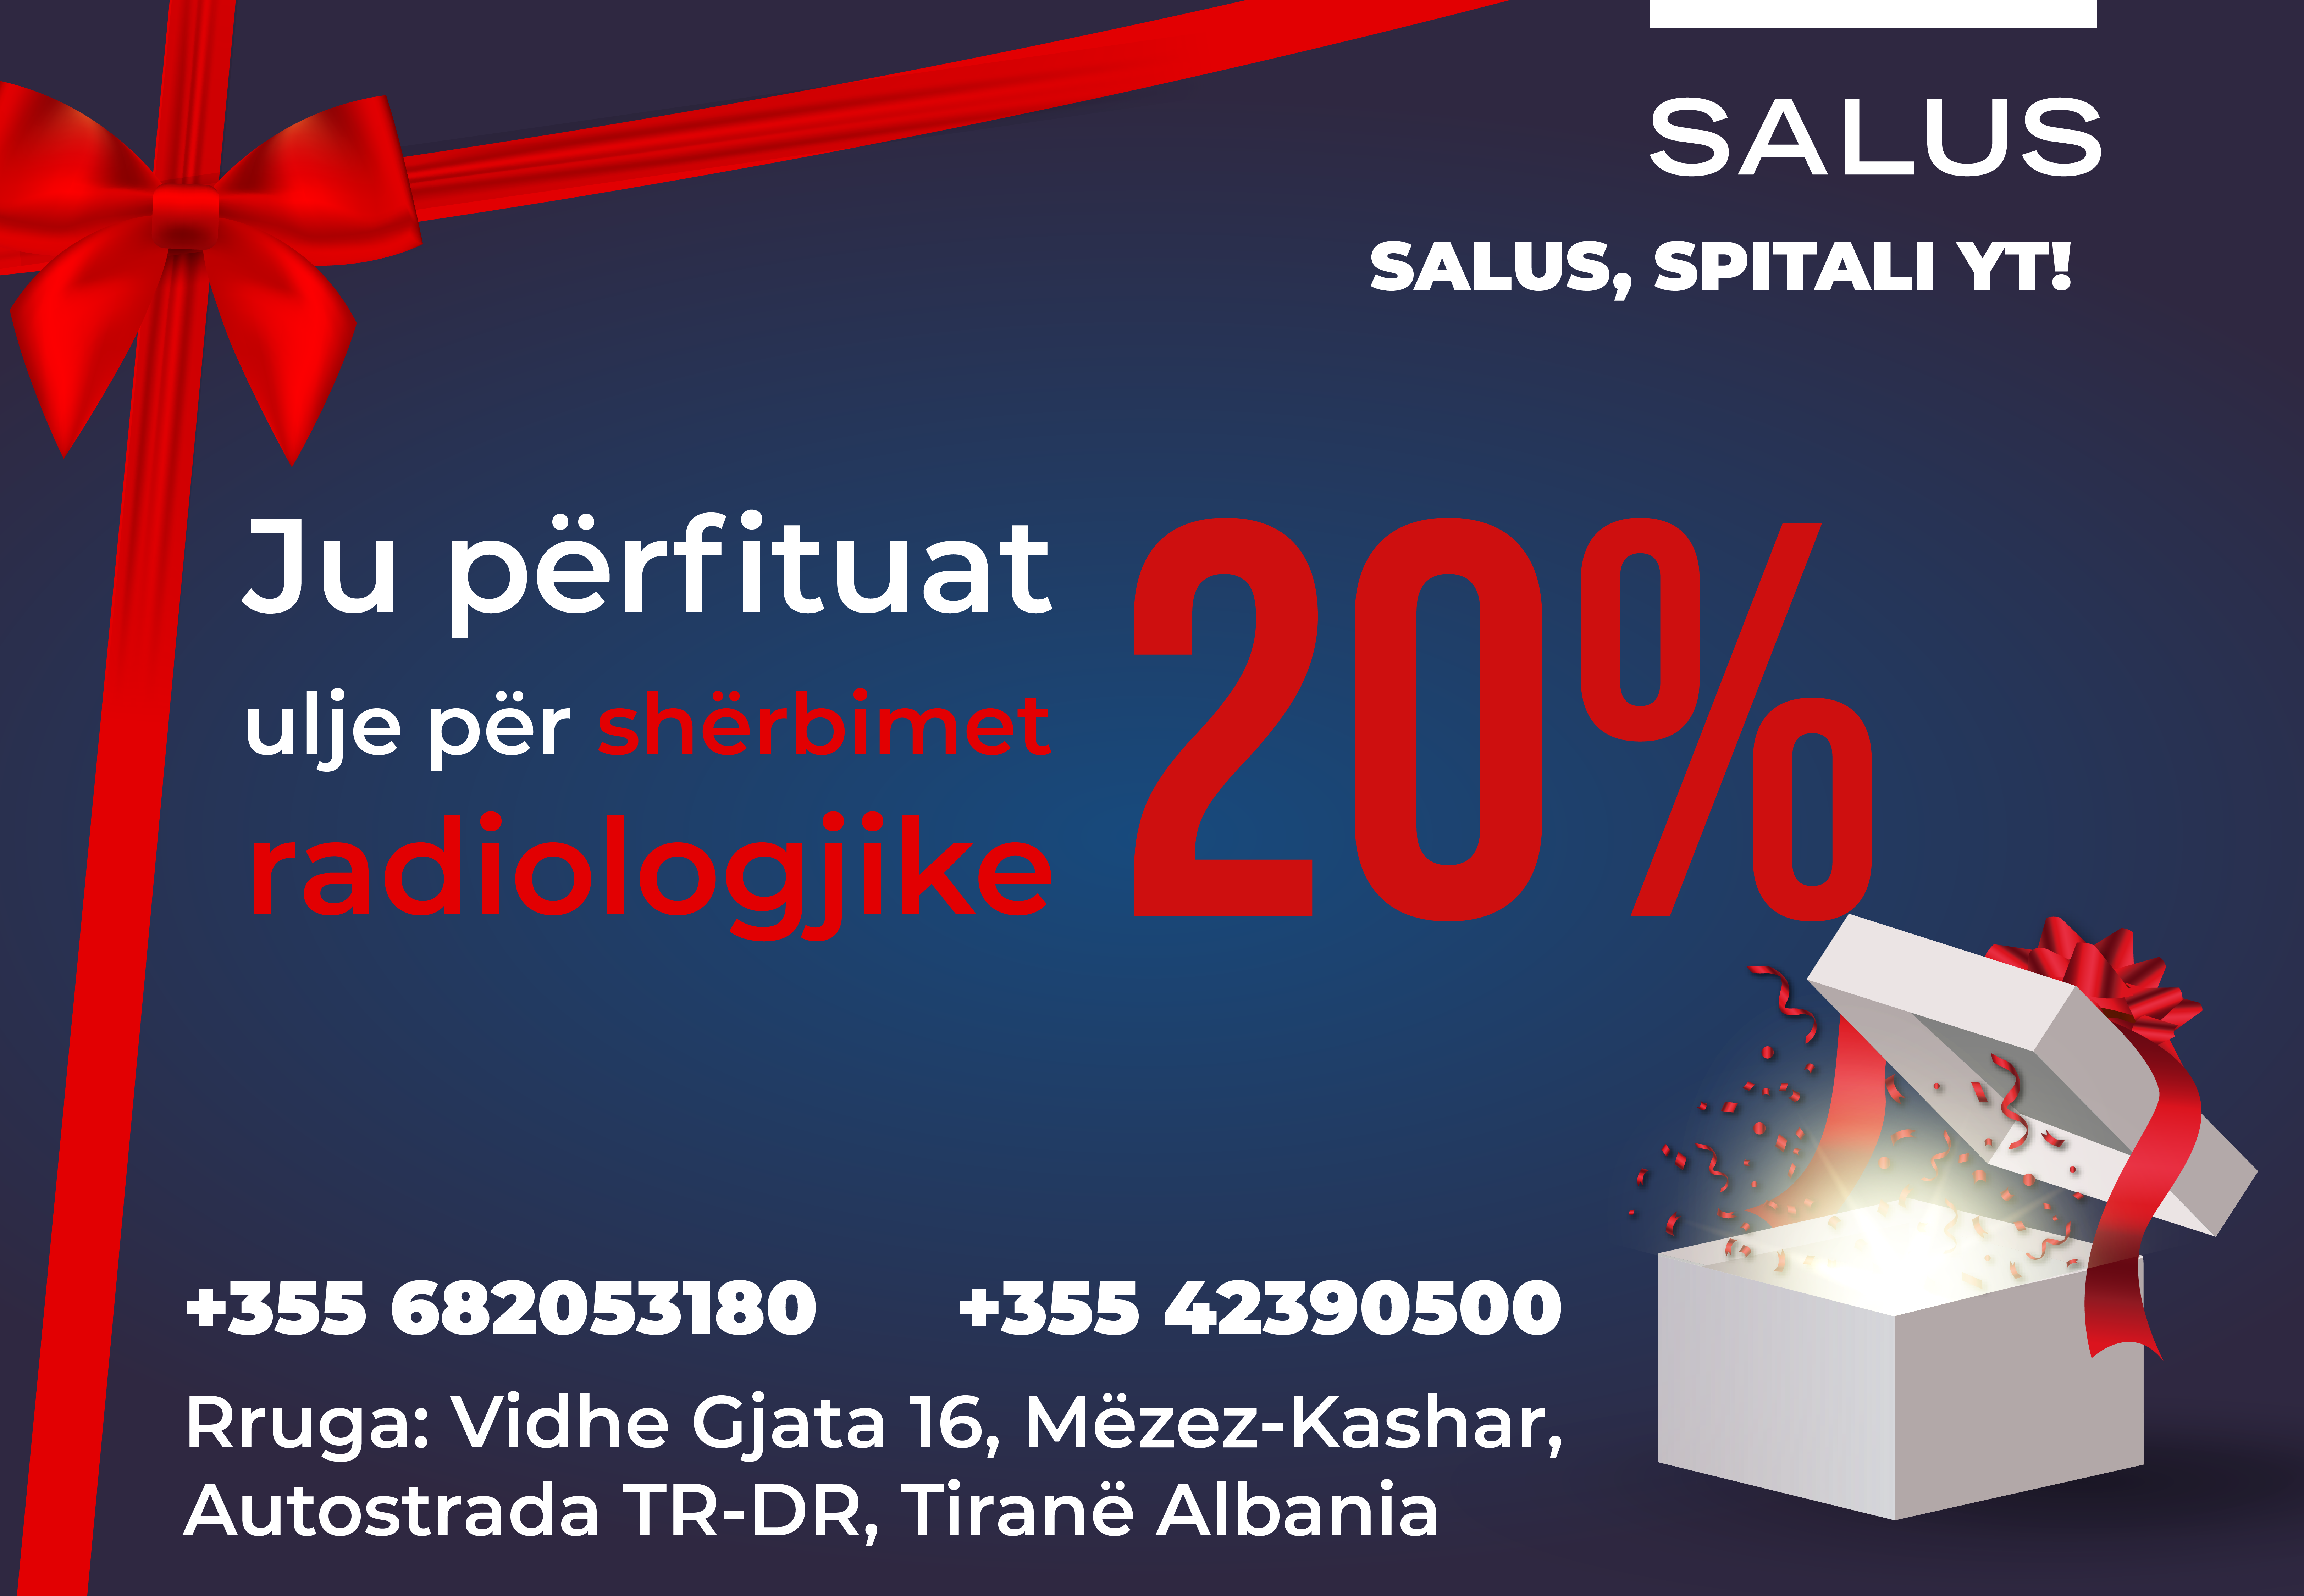 SALUS
SALUS, SPITALI YT!
Ju përfituat
ulje për shërbimet
radiologjike
20%
+355 682053180 +355 42390500
Rruga: Vidhe Gjata 16, Mëzez-Kashar,
Autostrada TR-DR, Tiranë Albania